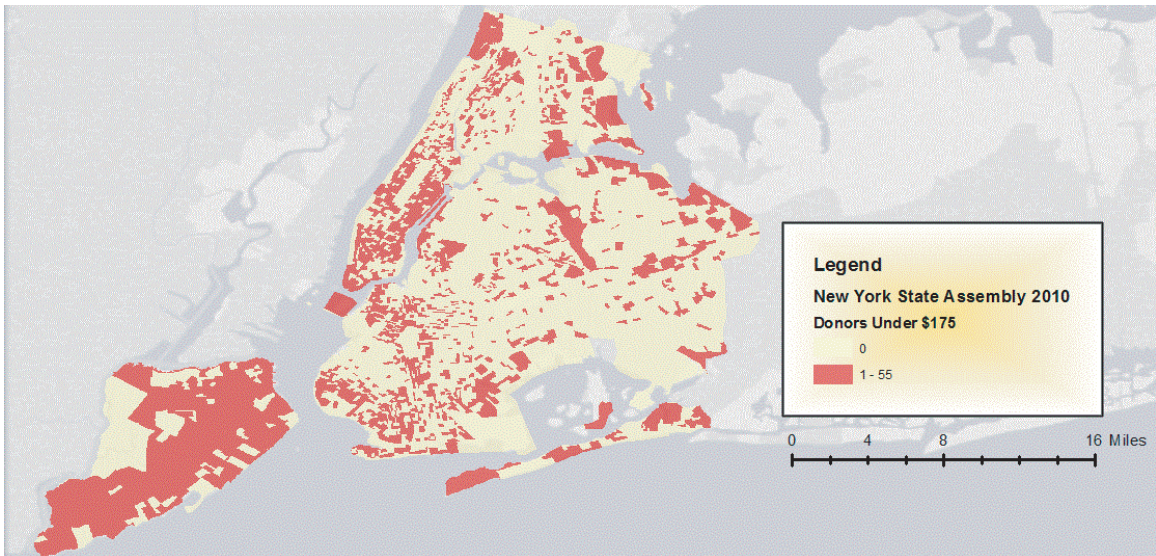 Legend
New York State Assembly 2010
Donors Under $175
0
1 - 55
0 4 8 16 Miles